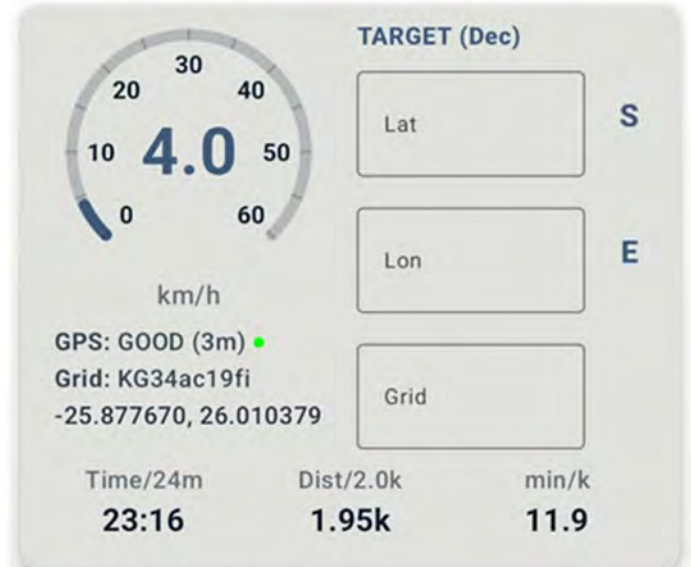 TARGET (Dec)
30
20
40
10
4.0
50
0
60
km/h
Lat
S
Lon
E
Grid
GPS: GOOD (3m)
Grid: KG34ac19fi
-25.877670, 26.010379
Time/24m
Dist/2.0k
min/k
23:16
1.95k
11.9